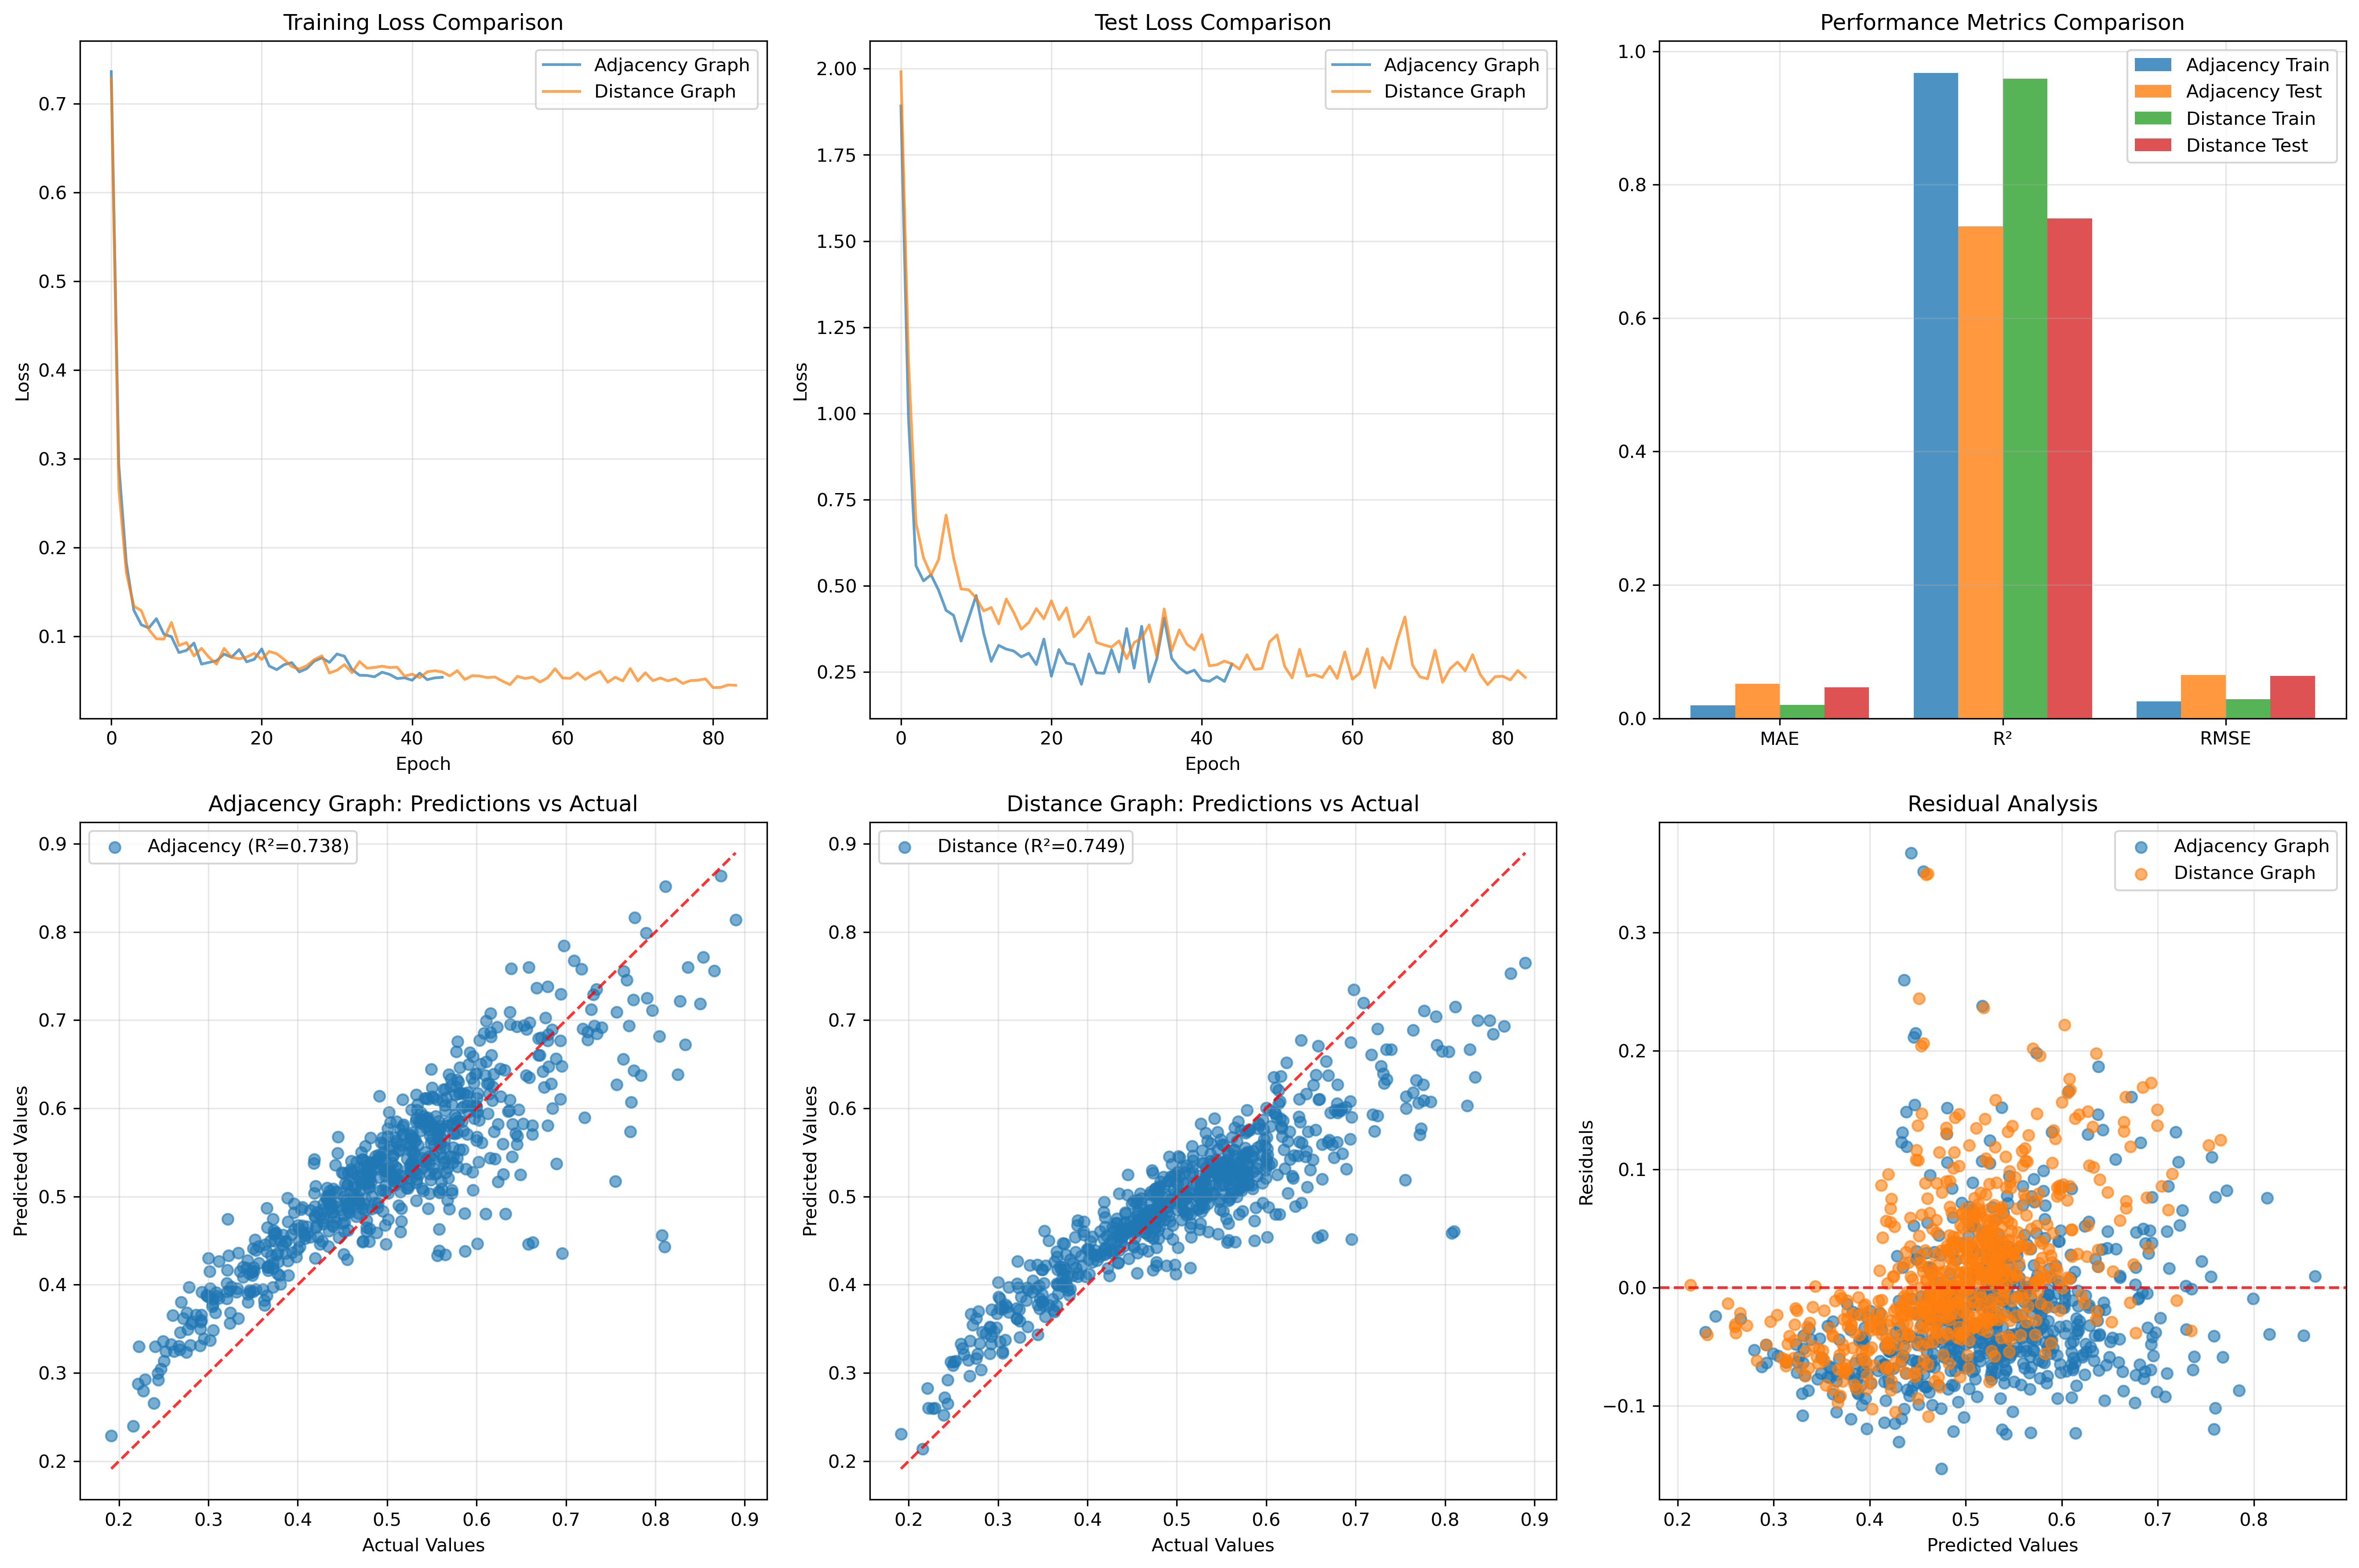 Training Loss Comparison
Adjacency Graph
Distance Graph
0.7
0.6
0.5
0.4
0.3
0.2
0.1
Loss
0 20 40 60 80
Epoch
Test Loss Comparison
Adjacency Graph
Distance Graph
2.00
1.75
1.50
1.25
1.00
0.75
0.50
0.25
Loss
0 20 40 60 80
Epoch
Performance Metrics Comparison
Adjacency Train
Adjacency Test
Distance Train
Distance Test
1.0
0.8
0.6
0.4
0.2
0.0
MAE R² RMSE
Adjacency Graph: Predictions vs Actual
Adjacency (R²=0.738)
0.9
0.8
0.7
0.6
0.5
0.4
0.3
0.2
Predicted Values
0.2 0.3 0.4 0.5 0.6 0.7 0.8 0.9
Actual Values
Distance Graph: Predictions vs Actual
Distance (R²=0.749)
0.9
0.8
0.7
0.6
0.5
0.4
0.3
0.2
Predicted Values
0.2 0.3 0.4 0.5 0.6 0.7 0.8 0.9
Actual Values
Residual Analysis
Adjacency Graph
Distance Graph
0.3
0.2
0.1
0.0
−0.1
Residuals
0.2 0.3 0.4 0.5 0.6 0.7 0.8
Predicted Values